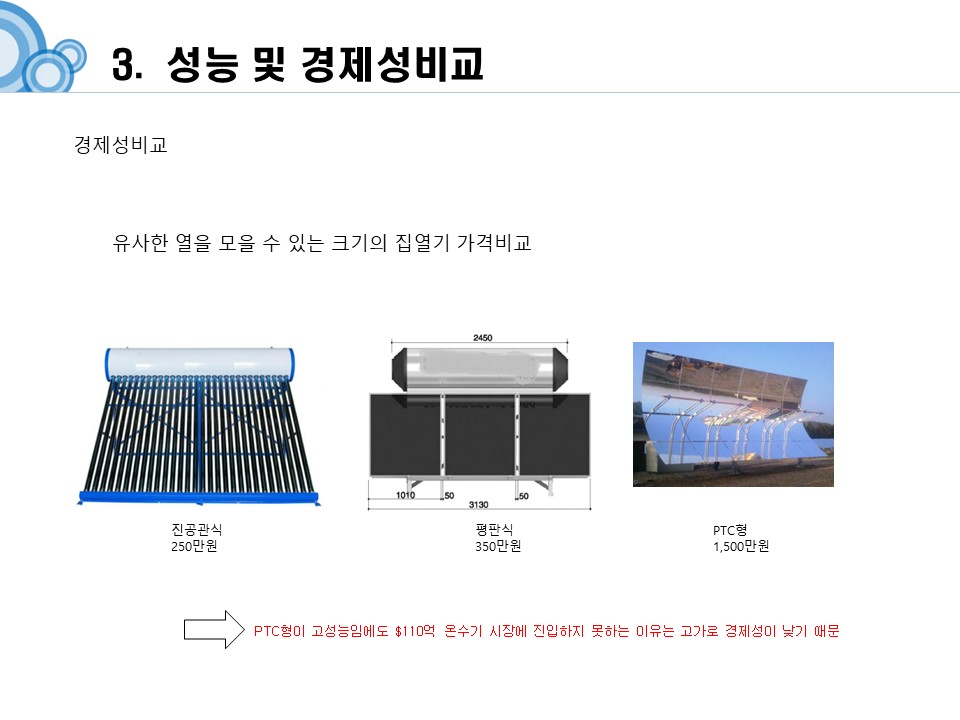 3. 성능 및 경제성비교
경제성비교
유사한 열을 모을 수 있는 크기의 집열기 가격비교
2450
1010
50
50
3130
진공관식
250만원
평판식
350만원
PTC형
1,500만원
PTC형이 고성능임에도 $110억 온수기 시장에 진입하지 못하는 이유는 고가로 경제성이 낮기 때문